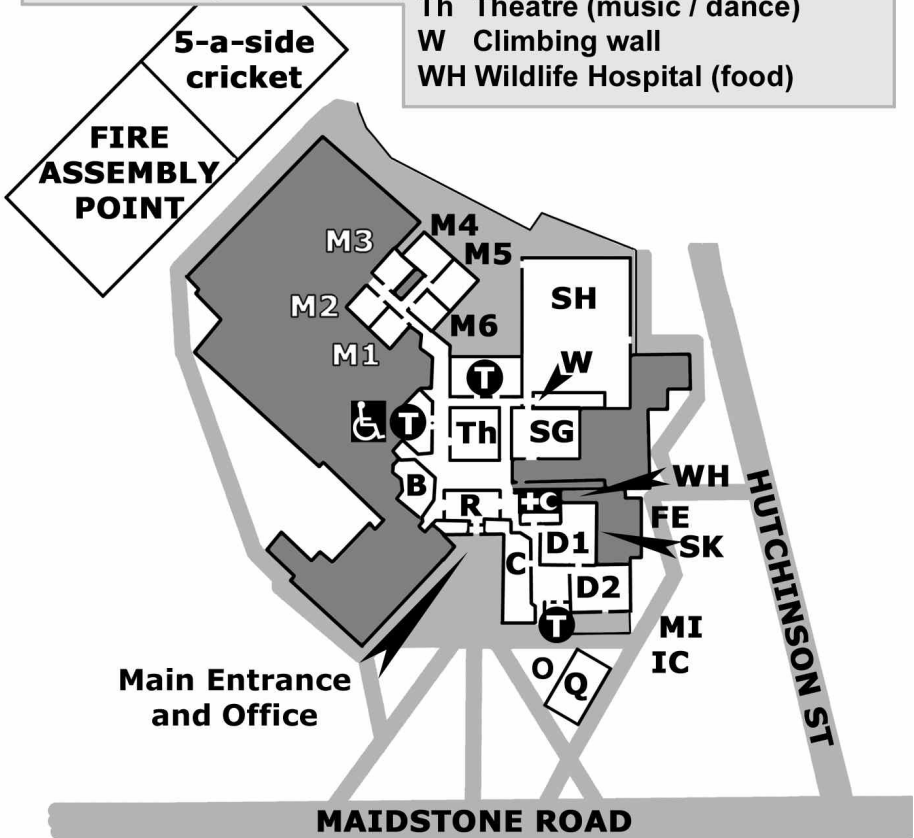 Th Theatre (music / dance)
W Climbing wall
WH Wildlife Hospital (food)
5-a-side
cricket
FIRE
ASSEMBLY
POINT
M4
M3
M5
SH
M2
M6
W
M1
T
T
Th
SG
WH
B
R
+C
FE
D1
SK
C
D2
T
MI
O
IC
Q
Main Entrance
and Office
HUTCHINSON ST
MAIDSTONE ROAD